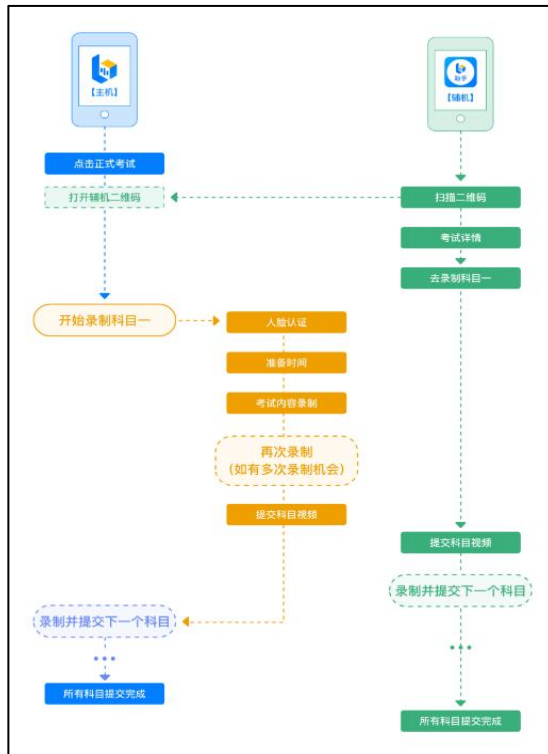 【主机】
助手
【辅机】
点击正式考试
打开辅机二维码
扫描二维码
考试详情
去录制科目一
开始录制科目一
人脸认证
准备时间
考试内容录制
再次录制
(如有多次录制机会)
提交科目视频
提交科目视频
录制并提交下一个科目
录制并提交下一个科目
所有科目提交完成
所有科目提交完成